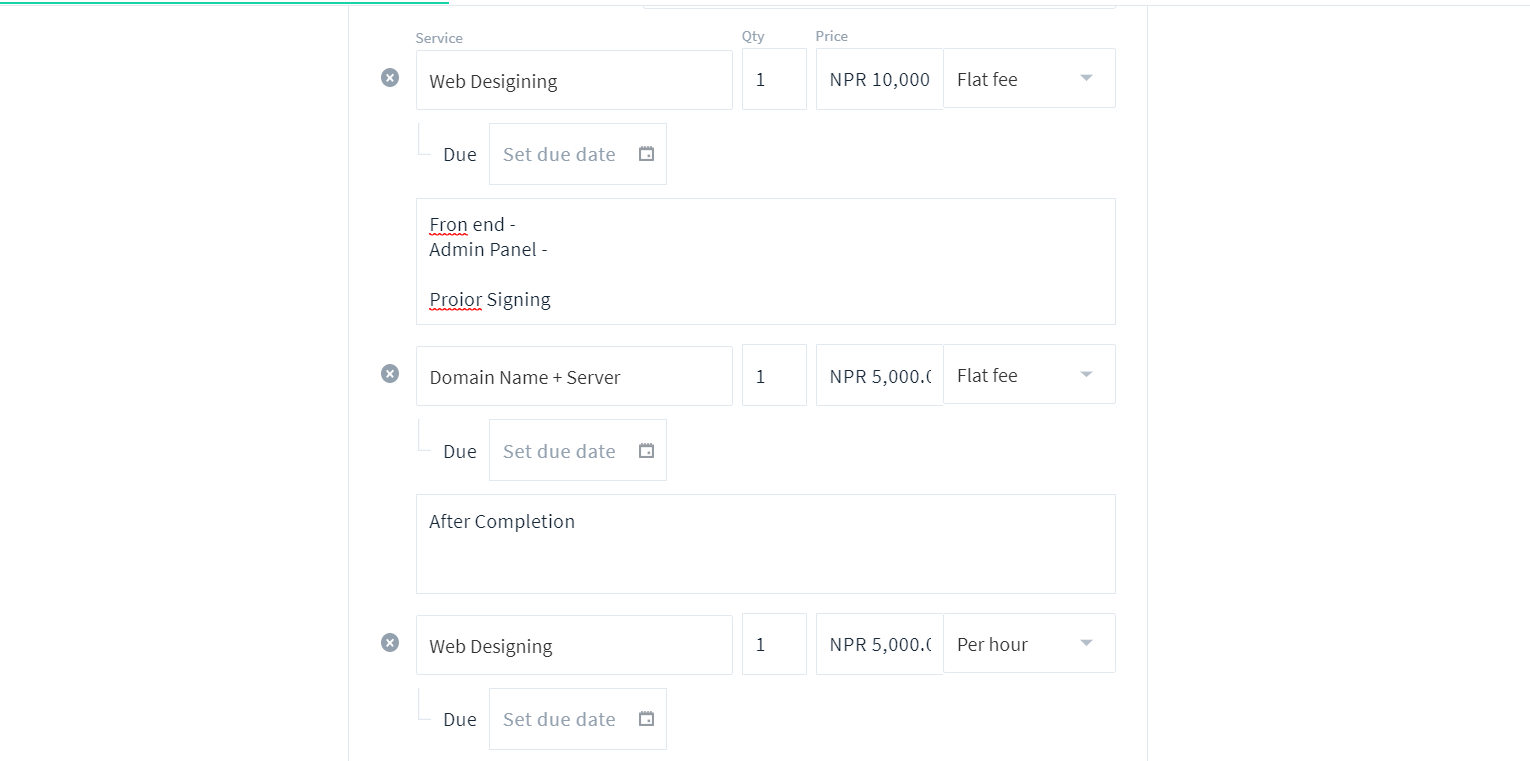 Service Qty Price
Web Desigining 1 NPR 10,000 Flat fee
Due Set due date
Fron end -
Admin Panel -
Proior Signing
Domain Name + Server 1 NPR 5,000. Flat fee
Due Set due date
After Completion
Web Designing 1 NPR 5,000. Per hour
Due Set due date